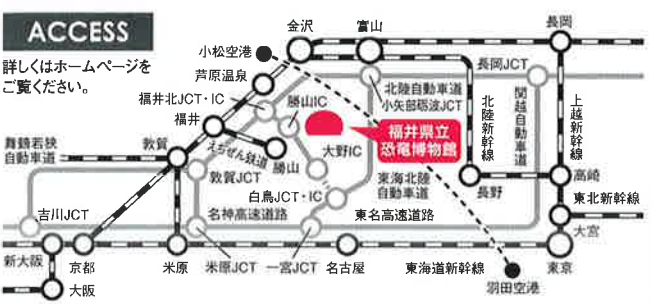 ACCESS
詳しくはホームページを
ご覧ください。
金沢
富山
長岡
小松空港
芦原温泉
北陸自動車道
小矢部砺波JCT
長岡JCT
福井北JCT・IC
勝山IC
福井
えちぜん鉄道
勝山
福井県立
恐竜博物館
大野IC
北陸新幹線
関越自動車道
上越新幹線
舞鶴若狭
自動車道
敦賀
敦賀JCT
白鳥JCT・IC
東海北陸
自動車道
長野
高崎
東北新幹線
吉川JCT
名神高速道路
東名高速道路
大宮
新大阪
京都
米原
米原JCT
一宮JCT
名古屋
東海道新幹線
東京
大阪
羽田空港